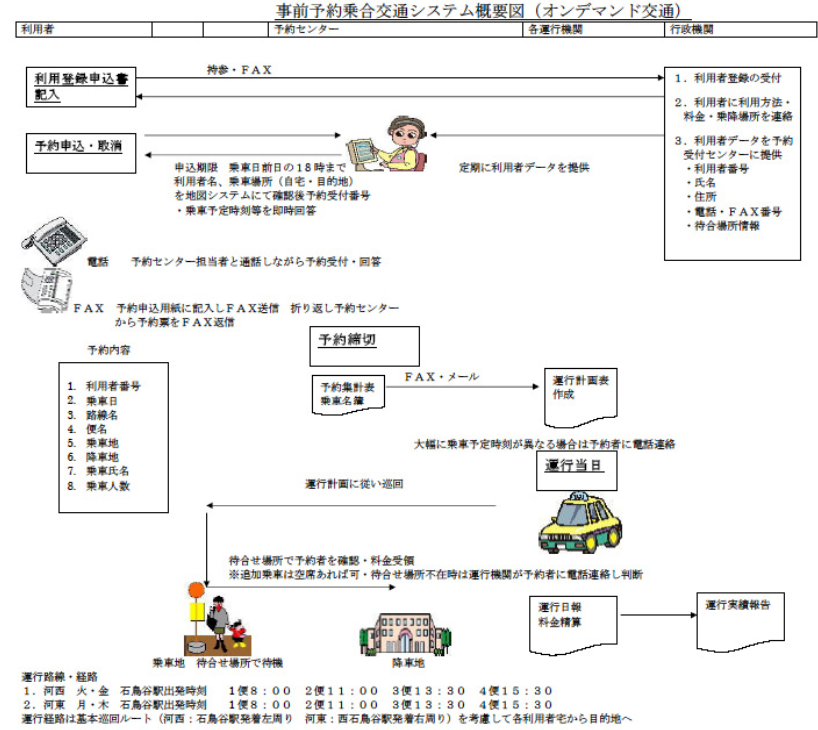 事前予約乗合交通システム概要図（オンデマンド交通）
利用者 予約センター 各運行機関 行政機関
利用登録申込書
記入
持参・ＦＡＸ
１．利用者登録の受付
２．利用者に利用方法・
料金・乗降場所を連絡
３．利用者データを予約
受付センターに提供
・利用者番号
・氏名
・住所
・電話・ＦＡＸ番号
・待合場所情報
予約申込・取消
申込期限　乗車日前日の１８時まで
利用者名、乗車場所（自宅・目的地）
を地図システムにて確認後予約受付番号
・乗車予定時刻等を即時回答
定期に利用者データを提供
電話　予約センター担当者と通話しながら予約受付・回答
ＦＡＸ　予約申込用紙に記入しＦＡＸ送信　折り返し予約センター
から予約票をＦＡＸ返信
予約内容
1. 利用者番号
2. 乗車日
3. 路線名
4. 便名
5. 乗車地
6. 降車地
7. 乗車氏名
8. 乗車人数
予約締切
予約集計表
乗車名簿
ＦＡＸ・メール
運行計画表
作成
大幅に乗車予定時刻が異なる場合は予約者に電話連絡
運行当日
運行計画に従い巡回
待合せ場所で予約者を確認・料金受領
※追加乗車は空席あれば可・待合せ場所不在時は運行機関が予約者に電話連絡し判断
乗車地　待合せ場所で待機
降車地
運行日報
料金精算
運行実績報告
運行路線・経路
１．河西　火・金　石鳥谷駅出発時刻　１便８：００　２便１１：００　３便１３：３０　４便１５：３０
２．河東　月・木　石鳥谷駅出発時刻　１便８：００　２便１１：００　３便１３：３０　４便１５：３０
運行経路は基本巡回ルート（河西：石鳥谷駅発着左周り　河東：西石鳥谷駅発着右周り）を考慮して各利用者宅から目的地へ